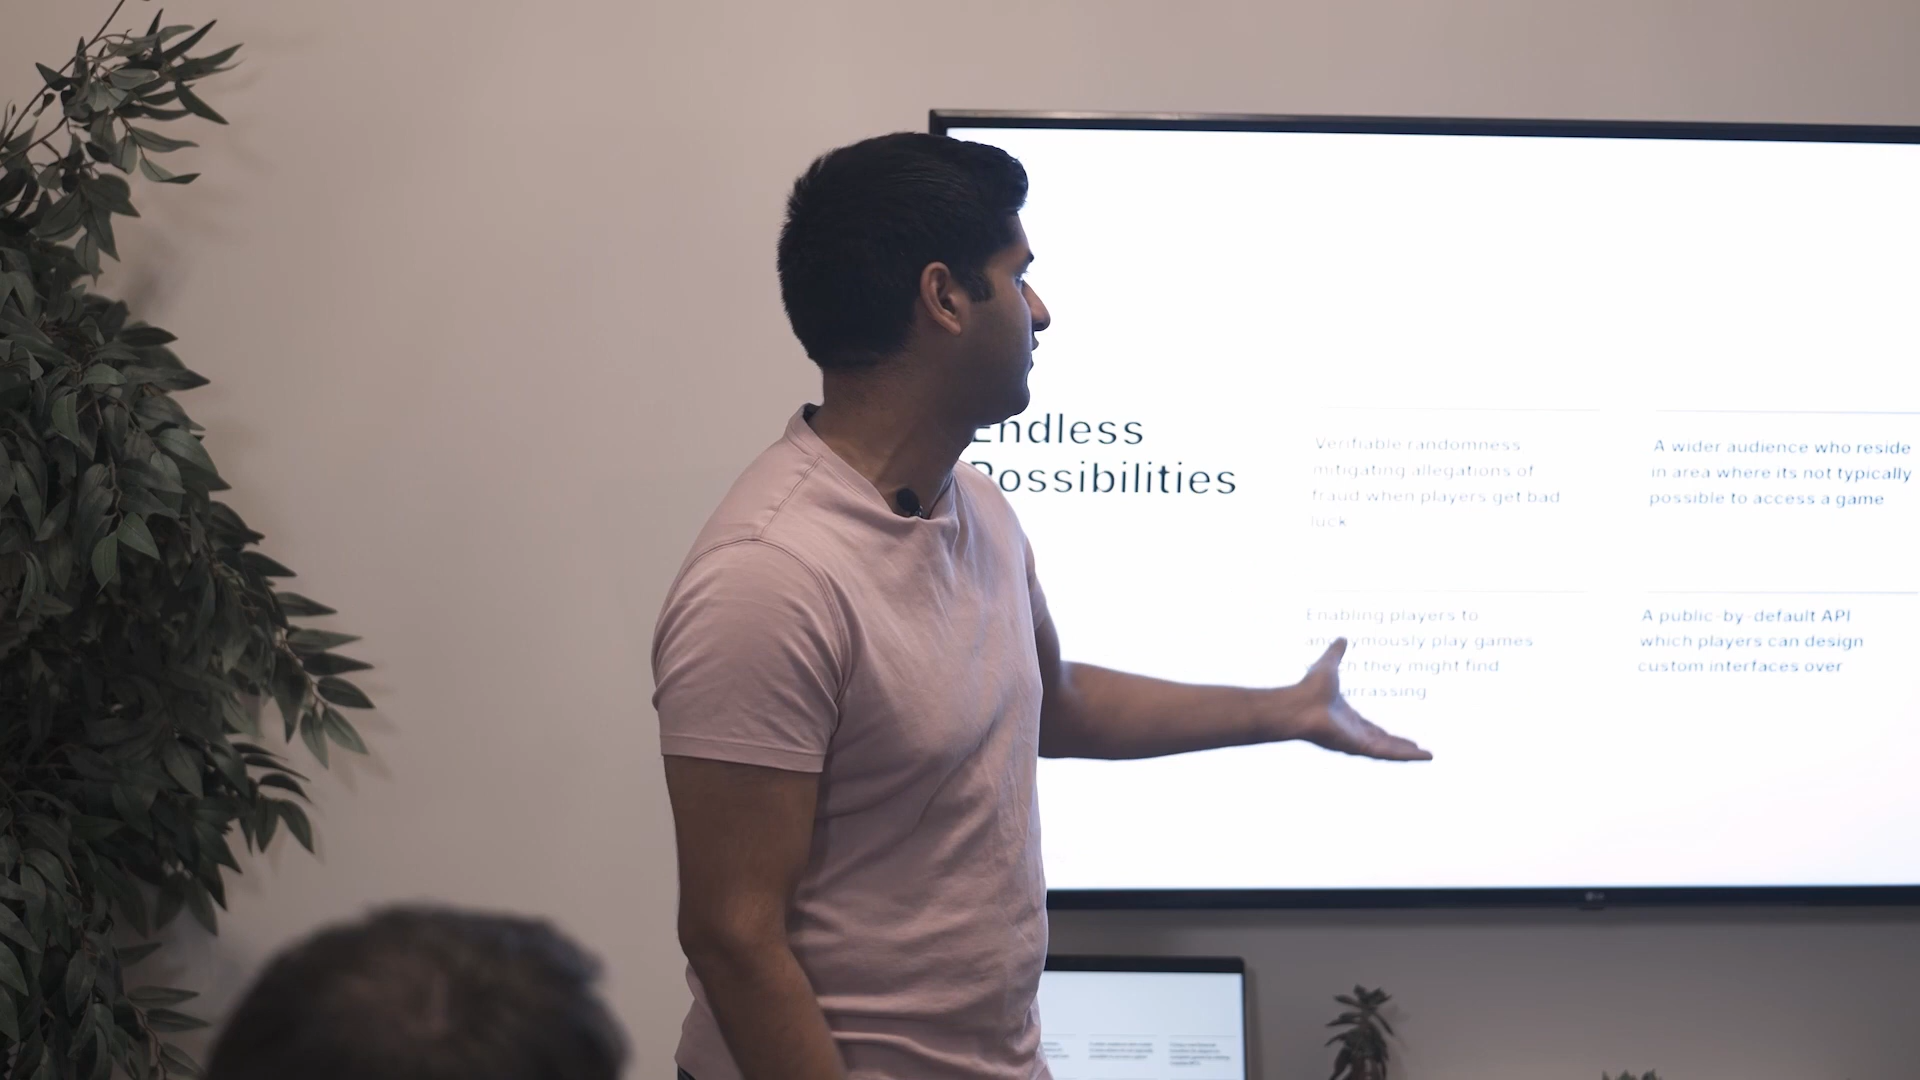 Endless
Possibilities
Verifiable randomness
mitigating allegations of
fraud when players get bad
luck
A wider audience who reside
in area where its not typically
possible to access a game
Enabling players to
play games
they might find
A public-by-default API
which players can design
custom interfaces over
LG